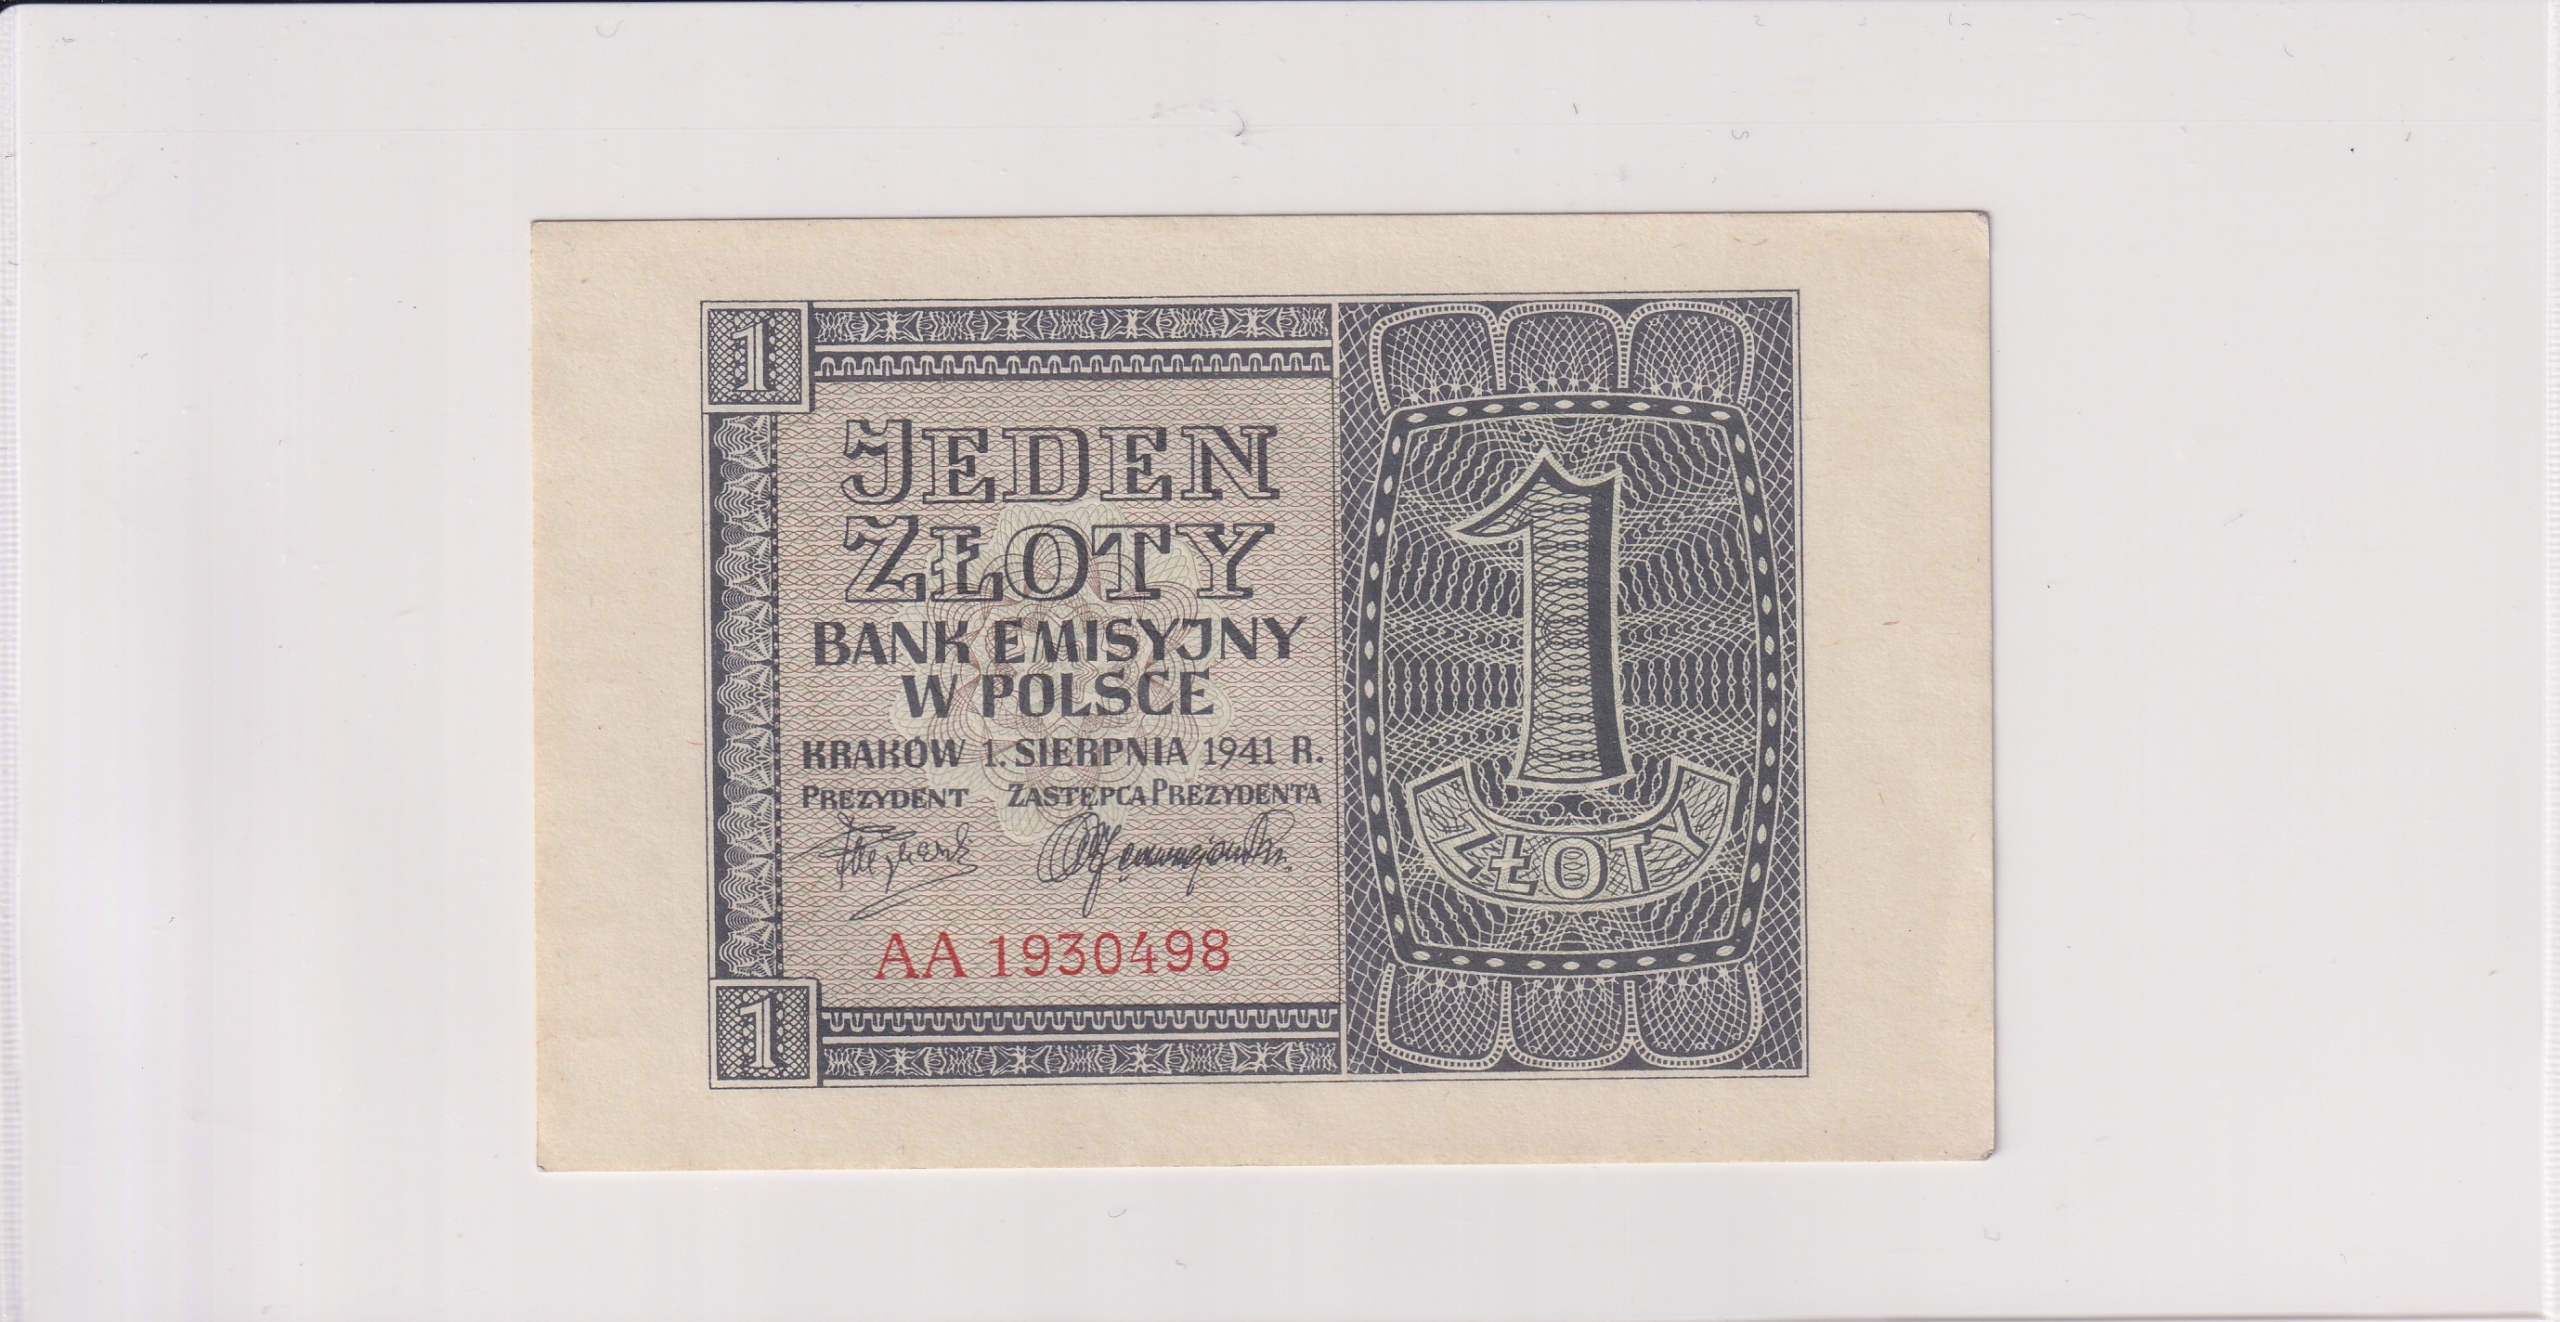 1
JEDEN
ZŁOTY
BANK EMISYJNY
W POLSCE
KRAKÓW 1. SIERPNIA 1941 R.
PREZYDENT ZASTĘPCA PREZYDENTA
AA 1930498
1
1
ZŁOTY